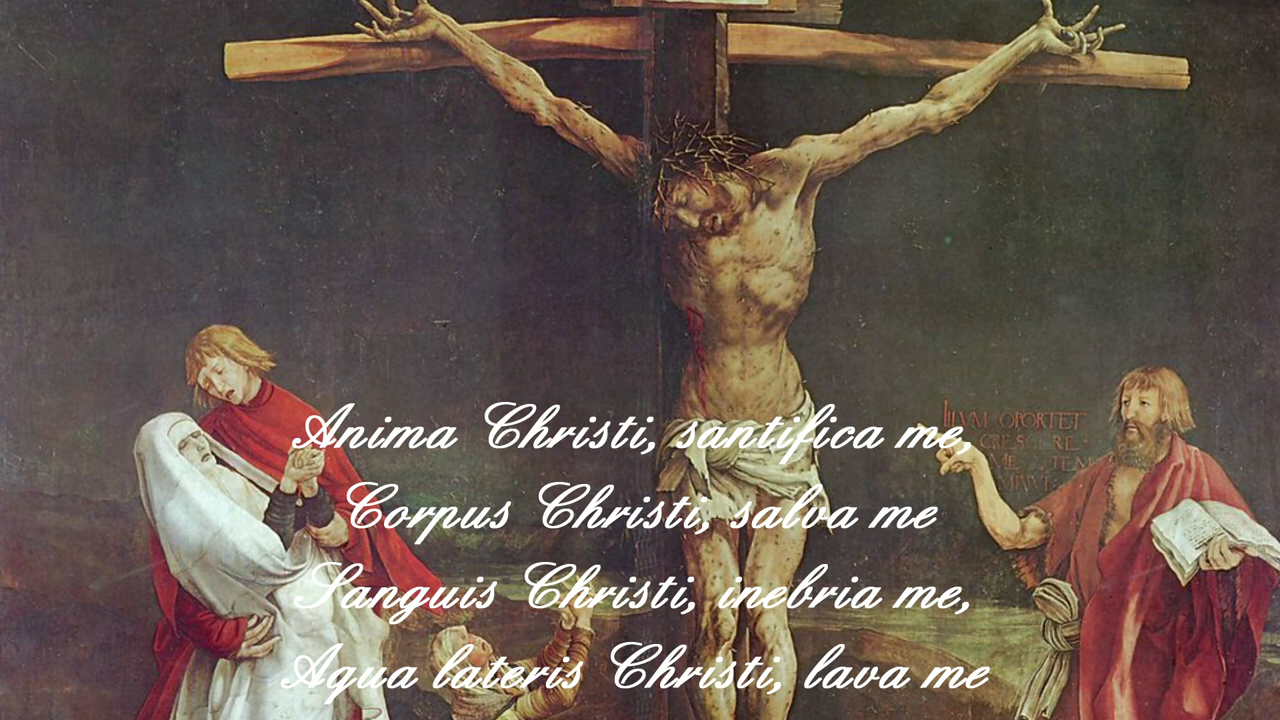 Anima Christi, santifica me,
Corpus Christi, salva me
Sanguis Christi, inebria me,
Aqua lateris Christi, lava me
ILLVM OPORTET
CRESCERE
ME